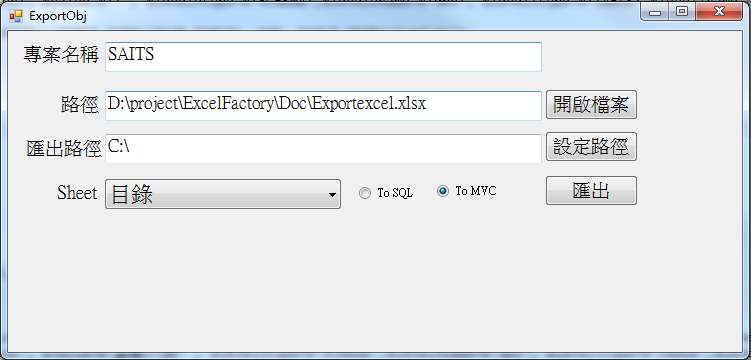 ExportObj
專案名稱 SAITS
路徑 D:\project\ExcelFactory\Doc\Exportexcel.xlsx 開啟檔案
匯出路徑 C:\ 設定路徑
Sheet 目錄 To SQL To MVC 匯出